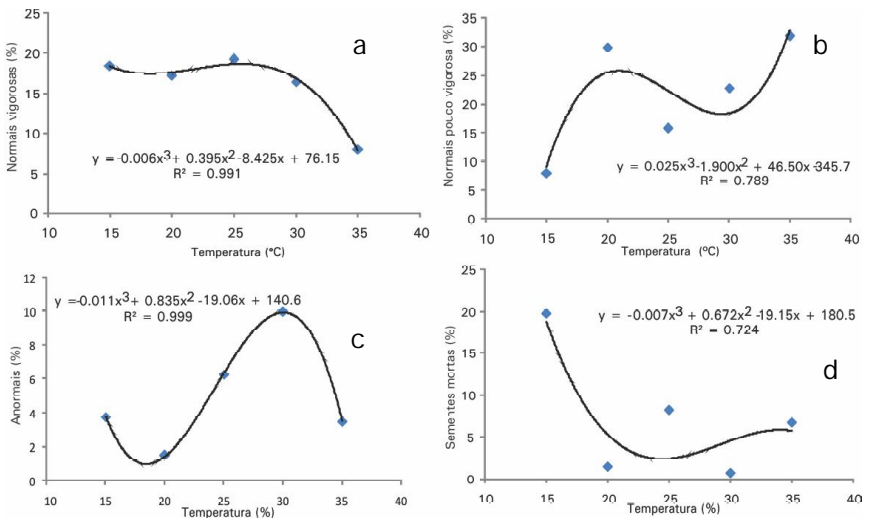 25
20
15
10
5
0
10
15
20
25
30
35
40
Normais vigorosas (%)
Temperatura (°C)
a
y = -0.006x3+ 0.395x2-8.425x + 76.15
R² = 0.991
35
30
25
20
15
10
5
0
10
15
20
25
30
35
40
Normais pouco vigorosa (%)
Temperatura (ºC)
b
y = 0.025x3-1.900x2 + 46.50x-345.7
R² = 0.789
12
10
8
6
4
2
0
10
15
20
25
30
35
40
Anormais (%)
Temperatura (%)
c
y =-0.011x3+ 0.835x2 -19.06x + 140.6
R² = 0.999
25
20
15
10
5
0
10
15
20
25
30
35
40
Sementes mortas (%)
Temperatura (%)
d
y = -0.007x3 + 0.672x2-19.15x + 180.5
R² = 0.724